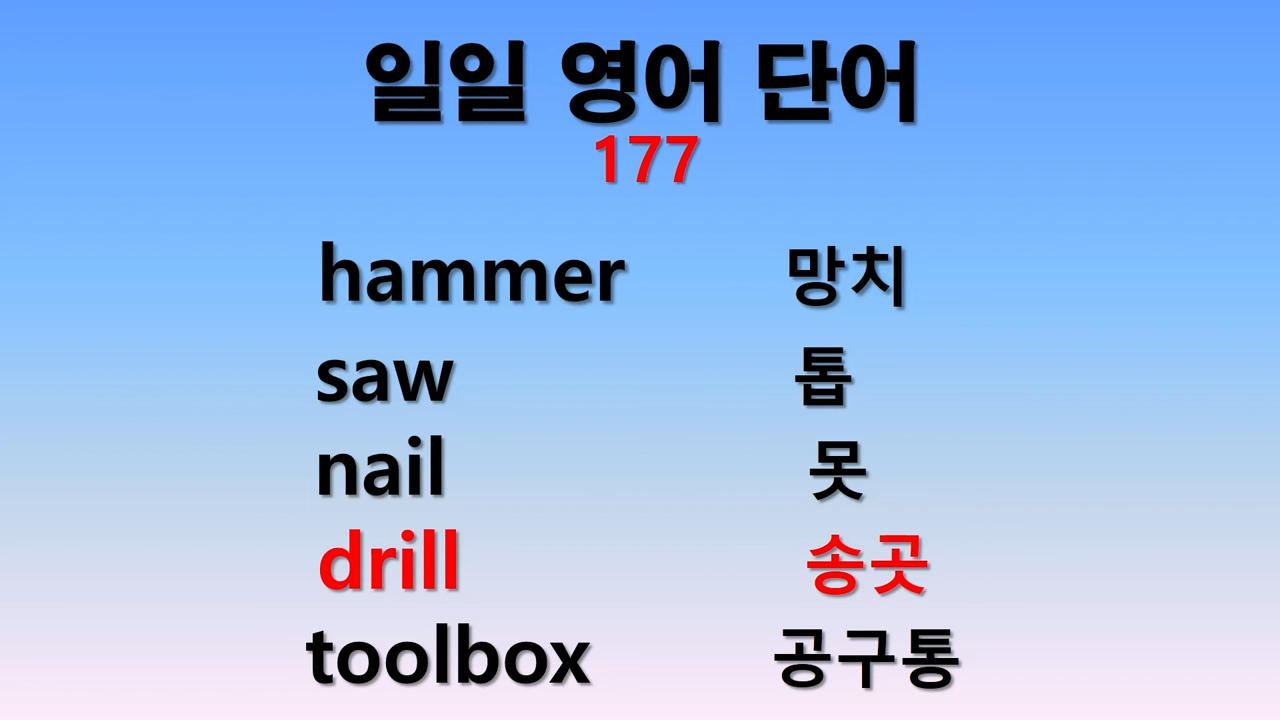 일일 영어 단어
177
hammer 망치
saw 톱
nail 못
drill 송곳
toolbox 공구통